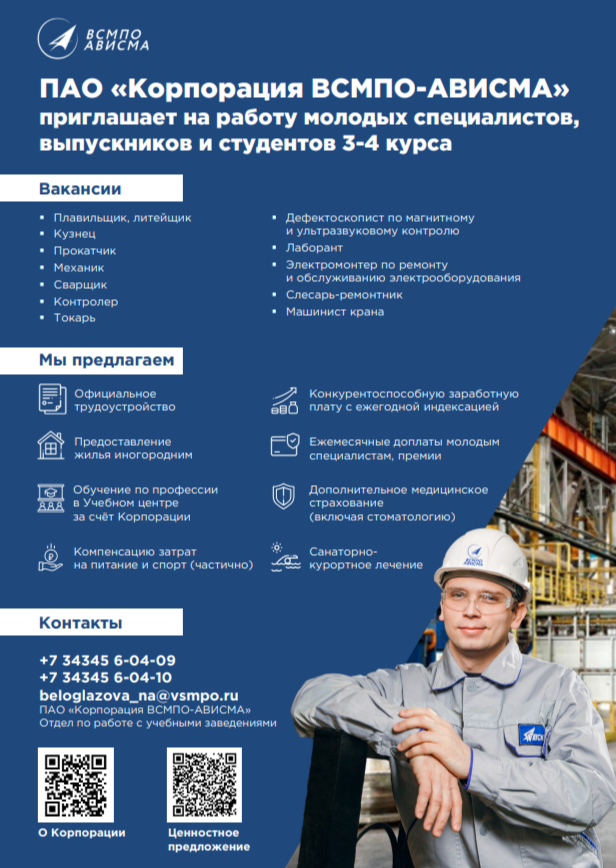 ВСМПО
АВИСМА
ПАО «Корпорация ВСМПО-АВИСМА»
приглашает на работу молодых специалистов,
выпускников и студентов 3-4 курса
Вакансии
Плавильщик, литейщик
Кузнец
Прокатчик
Механик
Сварщик
Контролер
Токарь
Дефектоскопист по магнитному
и ультразвуковому контролю
Лаборант
Электромонтер по ремонту
и обслуживанию электрооборудования
Слесарь-ремонтник
Машинист крана
Мы предлагаем
Официальное
трудоустройство
Предоставление
жилья иногородним
Обучение по профессии
в Учебном центре
за счёт Корпорации
Компенсацию затрат
на питание и спорт (частично)
Конкурентоспособную заработную
плату с ежегодной индексацией
Ежемесячные доплаты молодым
специалистам, премии
Дополнительное медицинское
страхование
(включая стоматологию)
Санаторно-
курортное лечение
ВСМПО
АВИСМА
Контакты
+7 34345 6-04-09
+7 34345 6-04-10
beloglazova_na@vsmpo.ru
ПАО «Корпорация ВСМПО-АВИСМА»
Отдел по работе с учебными заведениями
О Корпорации
Ценностное
предложение